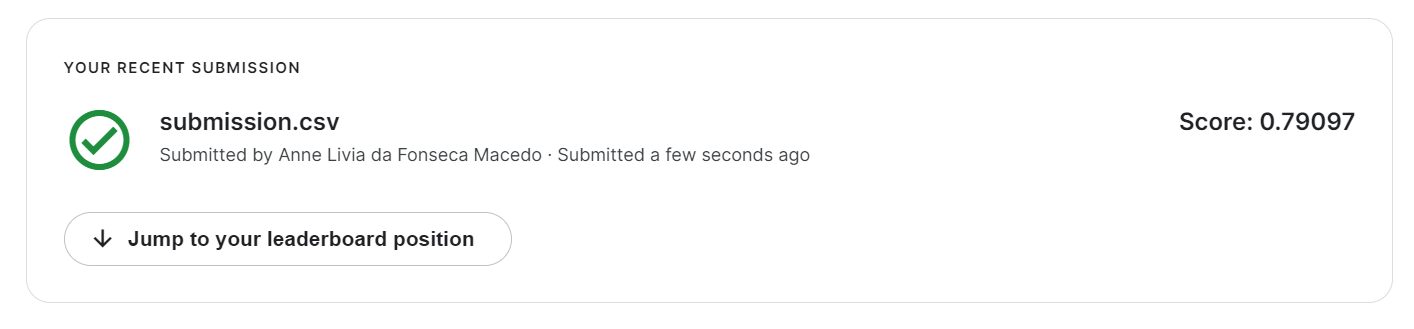 YOUR RECENT SUBMISSION
submission.csv
Score: 0.79097
Submitted by Anne Livia da Fonseca Macedo · Submitted a few seconds ago
Jump to your leaderboard position